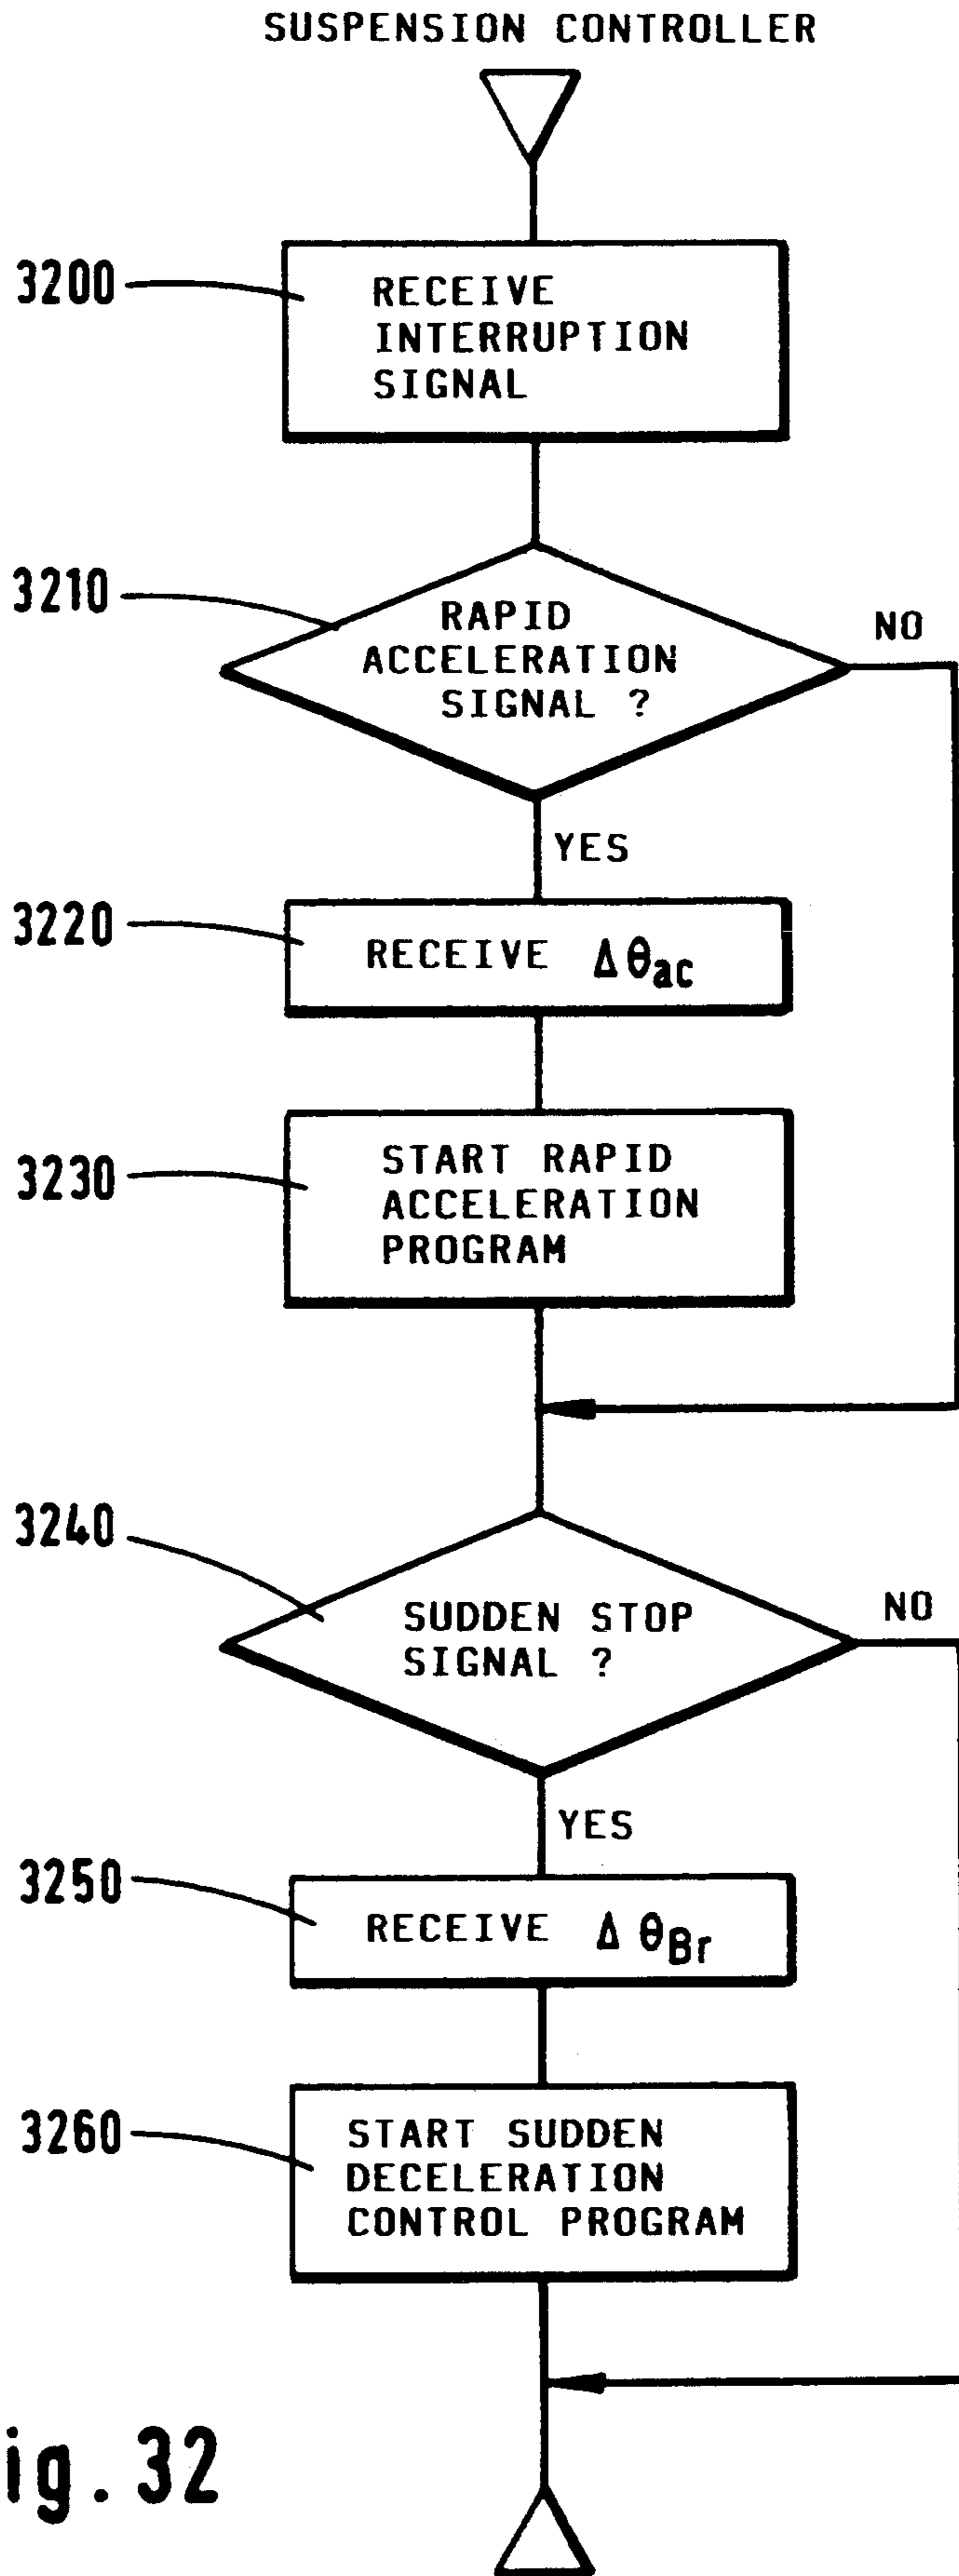 SUSPENSION CONTROLLER
3200
RECEIVE
INTERRUPTION
SIGNAL
3210
RAPID
ACCELERATION
SIGNAL ?
NO
YES
3220
RECEIVE Δθac
3230
START RAPID
ACCELERATION
PROGRAM
3240
SUDDEN STOP
SIGNAL ?
NO
YES
3250
RECEIVE Δ θBr
3260
START SUDDEN
DECELERATION
CONTROL PROGRAM
ig. 32